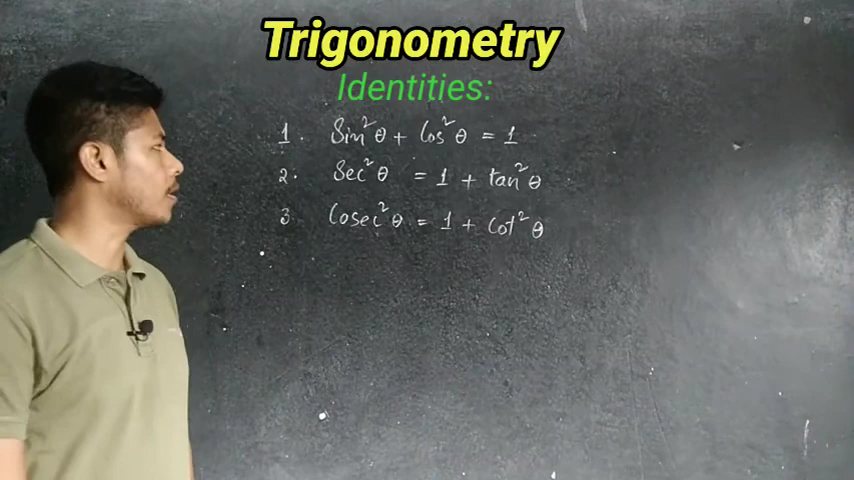 Trigonometry
Identities:
1. Sin²θ + Cos²θ = 1
2. Sec²θ = 1 + tan²θ
3 Cosec²θ = 1 + Cot²θ